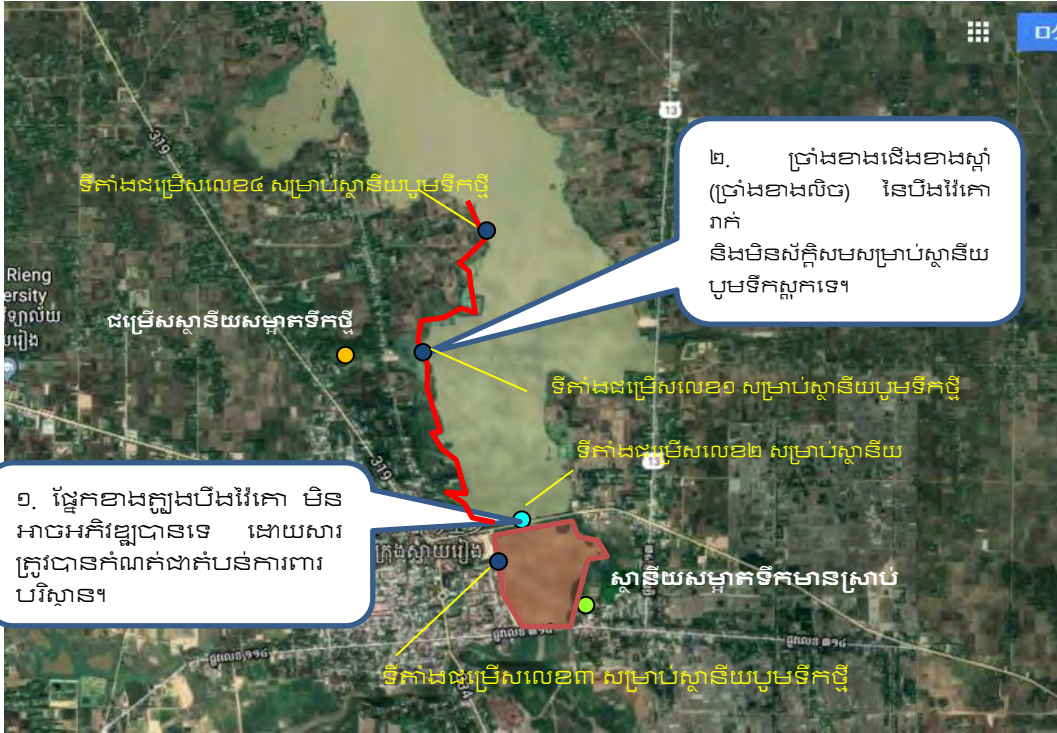 13
319
ទីតាំងជម្រើសលេខ៤ សម្រាប់ស្ថានីយបូមទឹកថ្មី
២. ច្រាំងខាងជើងខាងស្តាំ
(ច្រាំងខាងលិច) នៃបឹងវ៉ៃគោ
រាក់
និងមិនស័ក្តិសមសម្រាប់ស្ថានីយ
បូមទឹកស្តុកទេ។
Rieng
ersity
ជម្រើសស្ថានីយសម្អាតទឹកថ្មី
ទីតាំងជម្រើសលេខ១ សម្រាប់ស្ថានីយបូមទឹកថ្មី
ទីតាំងជម្រើសលេខ២ សម្រាប់ស្ថានីយ
13
319
១. ផ្នែកខាងត្បូងបឹងវ៉ៃគោ មិន
អាចអភិវឌ្ឍបានទេ ដោយសារ
ត្រូវបានកំណត់ជាតំបន់ការពារ
បរិស្ថាន។
ក្រុងស្វាយរៀង
ស្ថានីយសម្អាតទឹកមានស្រាប់
ទីតាំងជម្រើសលេខ៣ សម្រាប់ស្ថានីយបូមទឹកថ្មី